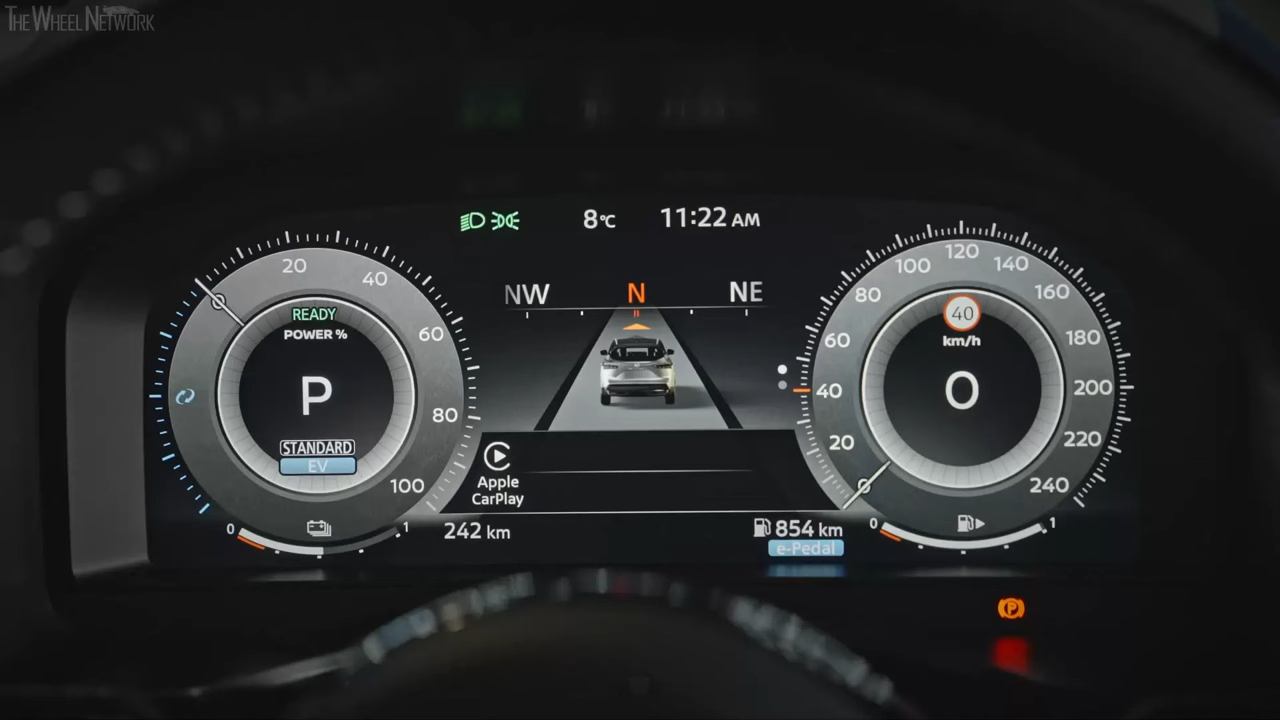 THE WHEEL NETWORK
8°C 11:22 AM
NW N NE
0 20 40 60 80 100
READY
POWER %
P
STANDARD
EV
0 1
20 40 60 80 100 120 140 160 180 200 220 240
0
40
km/h
0
Apple
CarPlay
242 km
854 km
e-Pedal
0 1
P